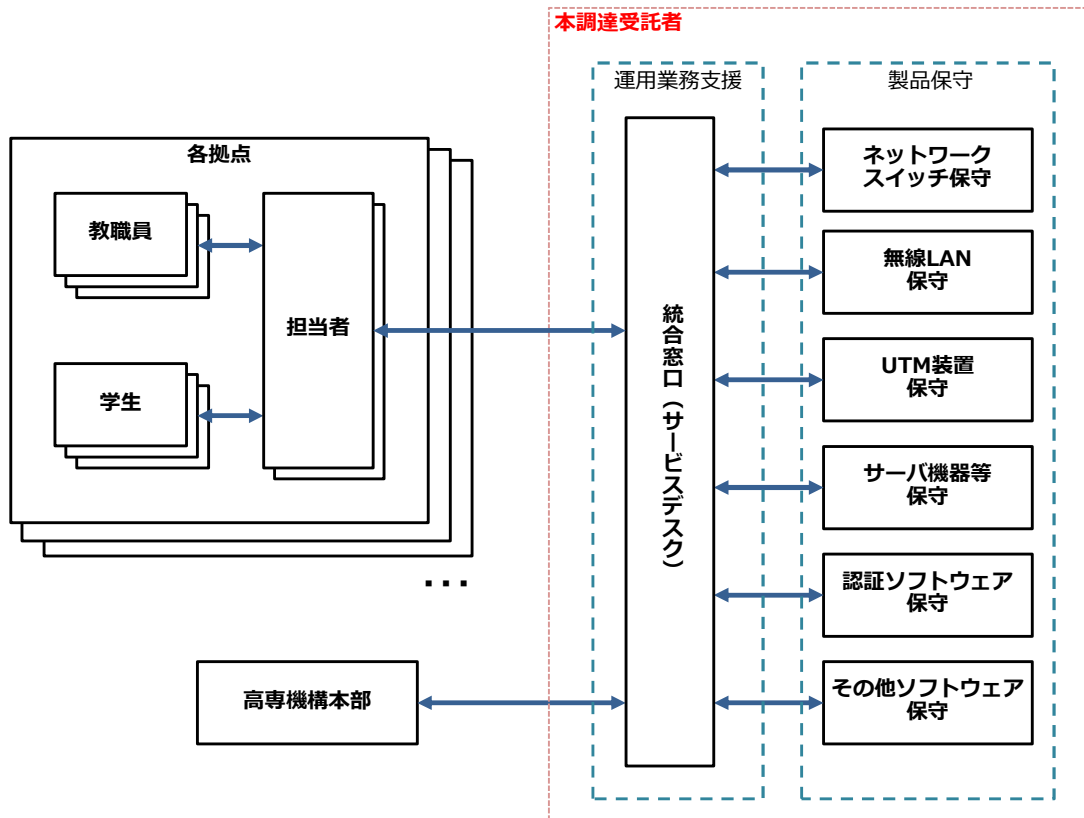 本調達受託者
運用業務支援
製品保守
各拠点
教職員
学生
担当者
統合窓口（サービスデスク）
ネットワーク
スイッチ保守
無線LAN
保守
UTM装置
保守
サーバ機器等
保守
認証ソフトウェア
保守
その他ソフトウェア
保守
...
高専機構本部